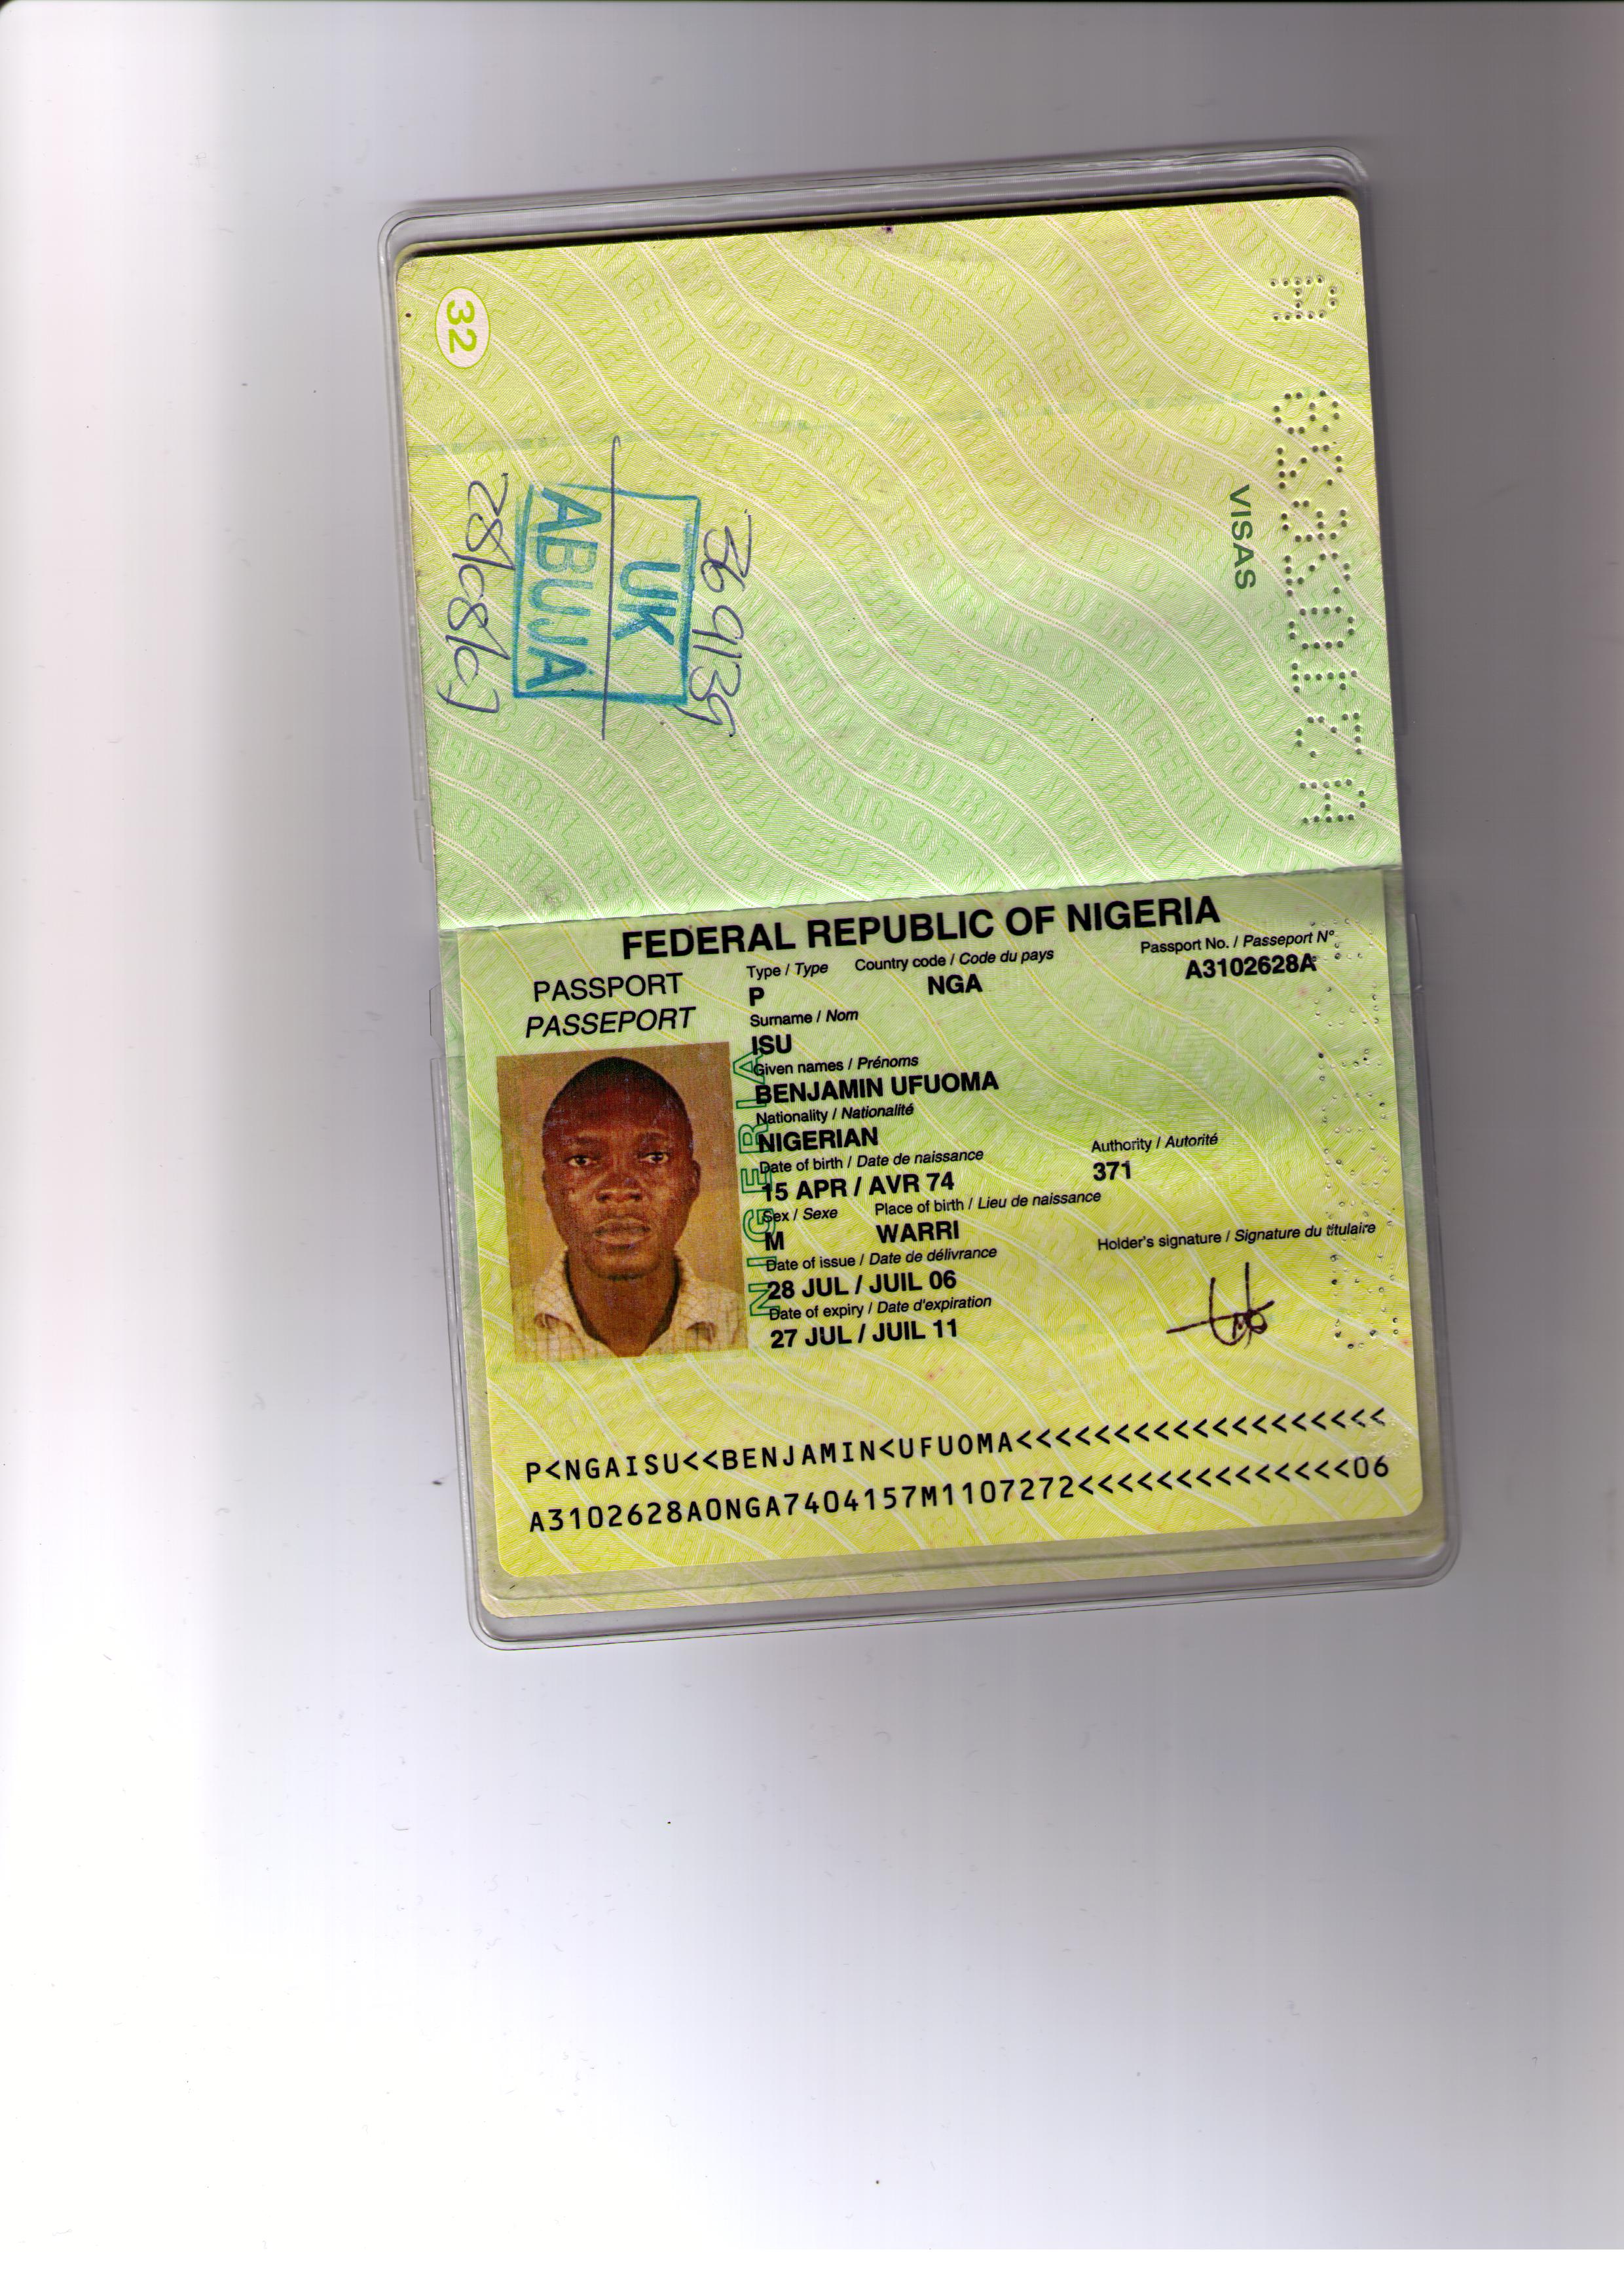 32
VISAS
369139
UK
ABUJA
28/08/07
FEDERAL REPUBLIC OF NIGERIA
PASSPORT
PASSEPORT
Type / Type Country code / Code du pays Passport No. / Passeport N°
P NGA A3102628A
Surname / Nom
ISU
Given names / Prénoms
BENJAMIN UFUOMA
Nationality / Nationalité
NIGERIAN
Date of birth / Date de naissance Authority / Autorité
15 APR / AVR 74 371
Sex / Sexe Place of birth / Lieu de naissance
M WARRI
Date of issue / Date de délivrance Holder's signature / Signature du titulaire
28 JUL / JUIL 06
Date of expiry / Date d'expiration
27 JUL / JUIL 11
NIGERIA
P<NGAISU<<BENJAMIN<UFUOMA<<<<<<<<<<<<<<<<<<<
A3102628A0NGA7404157M1107272<<<<<<<<<<<<<<06